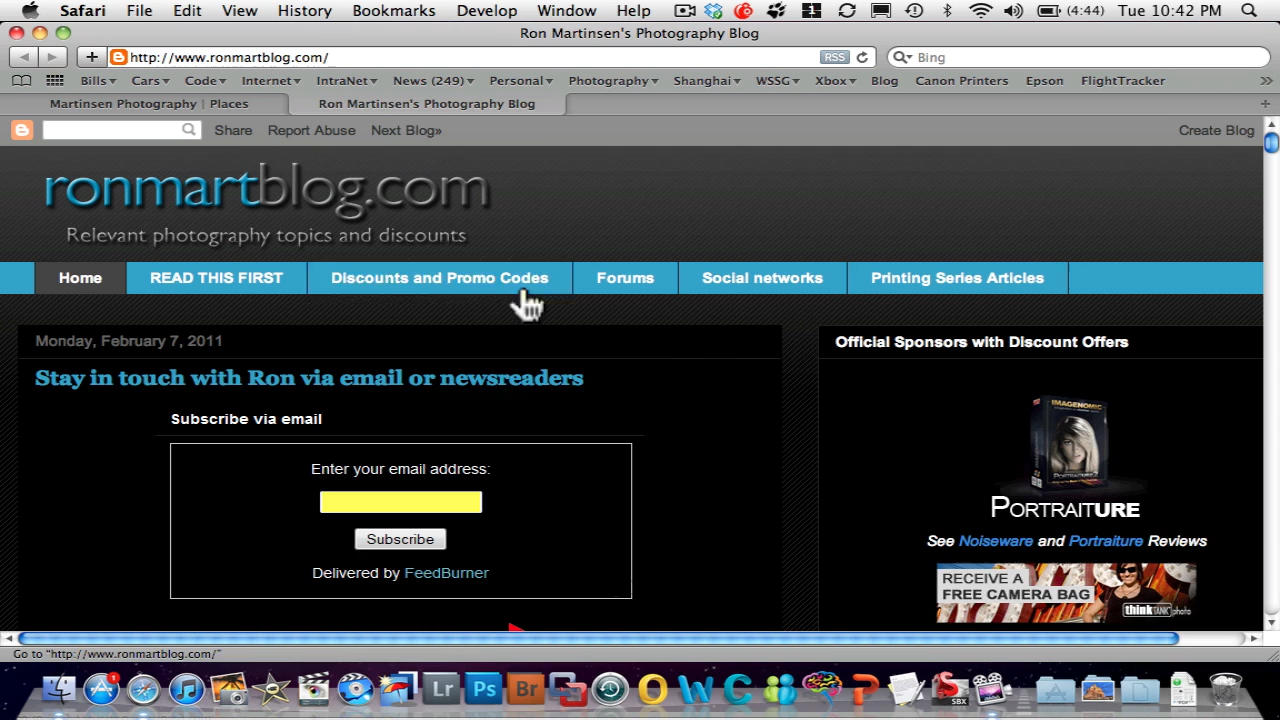 Safari File Edit View History Bookmarks Develop Window Help (4:44) Tue 10:42 PM
Ron Martinsen's Photography Blog
http://www.ronmartblog.com/ RSS Bing
Bills Cars Code Internet IntraNet News (249) Personal Photography Shanghai WSSG Xbox Blog Canon Printers Epson FlightTracker
Martinsen Photography | Places Ron Martinsen's Photography Blog
Share Report Abuse Next Blog» Create Blog
ronmartblog.com
Relevant photography topics and discounts
Home READ THIS FIRST Discounts and Promo Codes Forums Social networks Printing Series Articles
Monday, February 7, 2011
Stay in touch with Ron via email or newsreaders
Subscribe via email
Enter your email address:
Subscribe
Delivered by FeedBurner
Official Sponsors with Discount Offers
IMAGENOMIC
PORTRAITURE
See Noiseware and Portraiture Reviews
RECEIVE A
FREE CAMERA BAG
thinkTANKphoto
Go to "http://www.ronmartblog.com/"
1 Lr Ps Br SBX